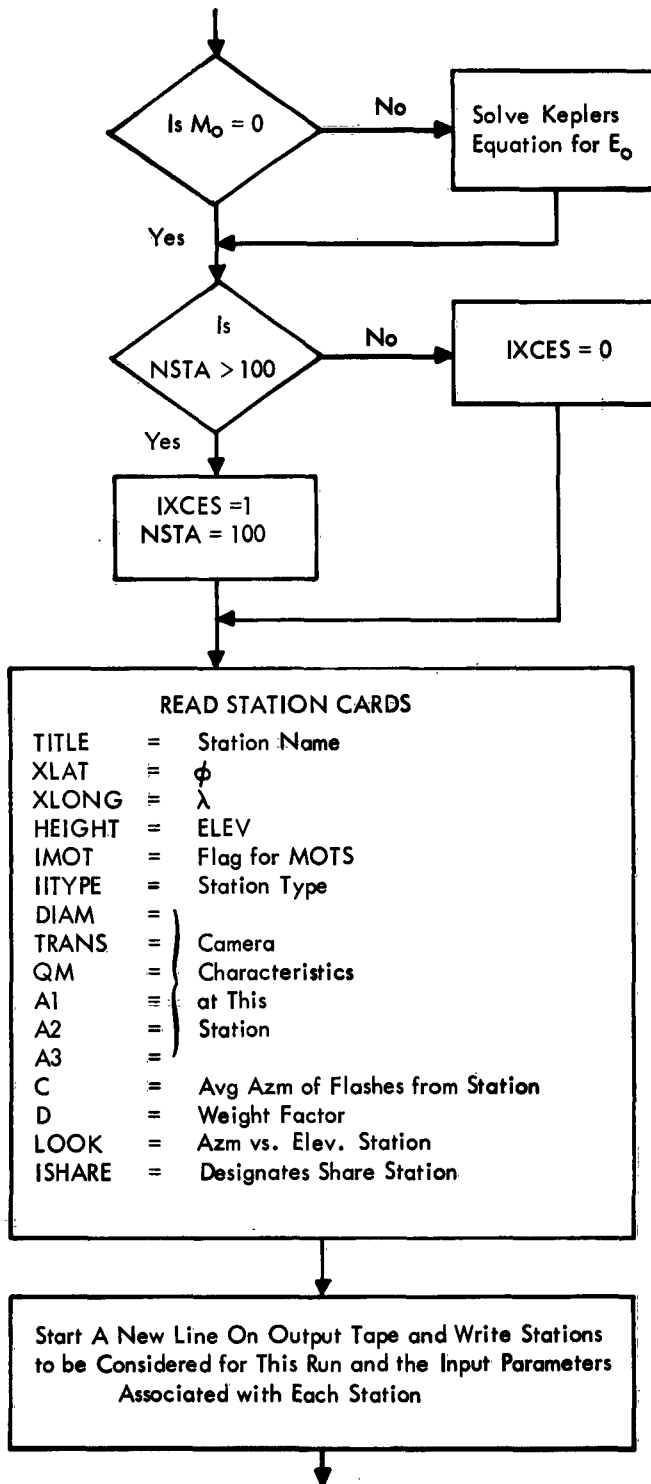 Is Mo = 0
No
Solve Keplers
Equation for Eo
Yes
is
NSTA > 100
No
IXCES = 0
Yes
IXCES =1
NSTA = 100
READ STATION CARDS
TITLE = Station Name
XLAT = ϕ
XLONG = λ
HEIGHT = ELEV
IMOT = Flag for MOTS
IITYPE = Station Type
DIAM =
TRANS = Camera
QM = Characteristics
A1 = at This
A2 = Station
A3 =
C = Avg Azm of Flashes from Station
D = Weight Factor
LOOK = Azm vs. Elev. Station
ISHARE = Designates Share Station
Start A New Line On Output Tape and Write Stations
to be Considered for This Run and the Input Parameters
Associated with Each Station